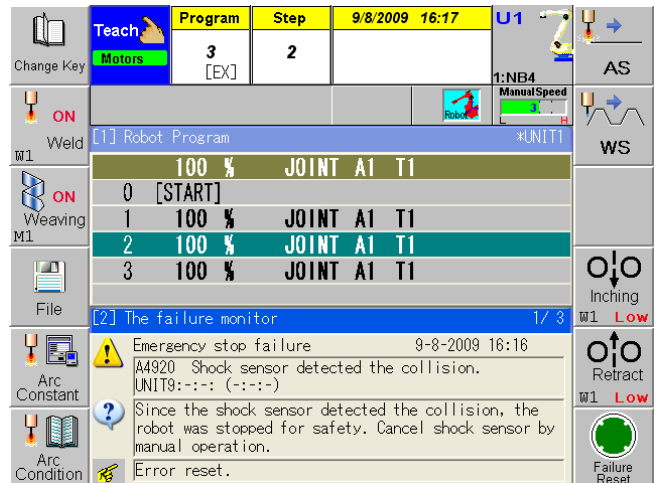 Change Key
Teach
Motors
Program
3
[EX]
Step
2
9/8/2009 16:17
U1
1:NB4
AS
ON
Weld
W1
Robot
Manual Speed
3
L H
WS
[1] Robot Program *UNIT1
100 % JOINT A1 T1
0 [START]
1 100 % JOINT A1 T1
2 100 % JOINT A1 T1
3 100 % JOINT A1 T1
ON
Weaving
M1
File
Inching
W1 Low
[2] The failure monitor 1/ 3
Emergency stop failure 9-8-2009 16:16
A4920 Shock sensor detected the collision.
UNIT9:-:-: (-:-:-)
Since the shock sensor detected the collision, the
robot was stopped for safety. Cancel shock sensor by
manual operation.
Error reset.
Arc
Constant
Retract
W1 Low
Arc
Condition
Failure
Reset